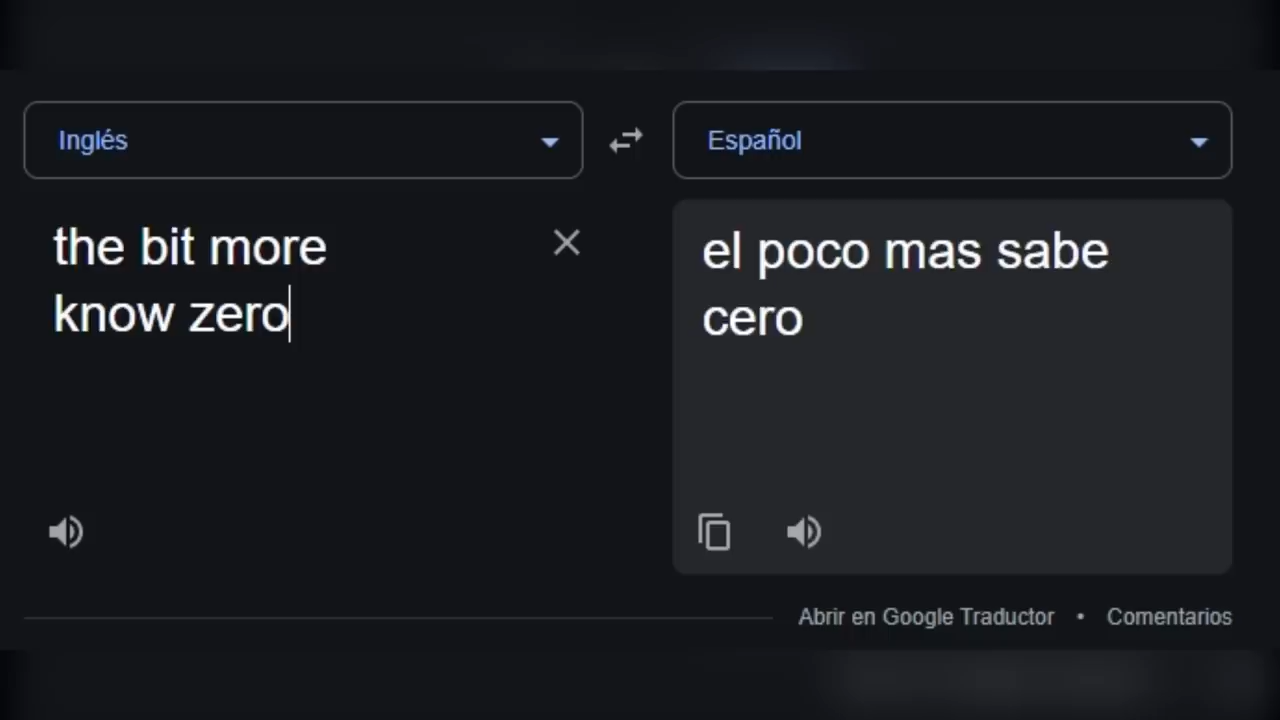 Inglés
Español
the bit more
know zero
el poco mas sabe
cero
Abrir en Google Traductor • Comentarios